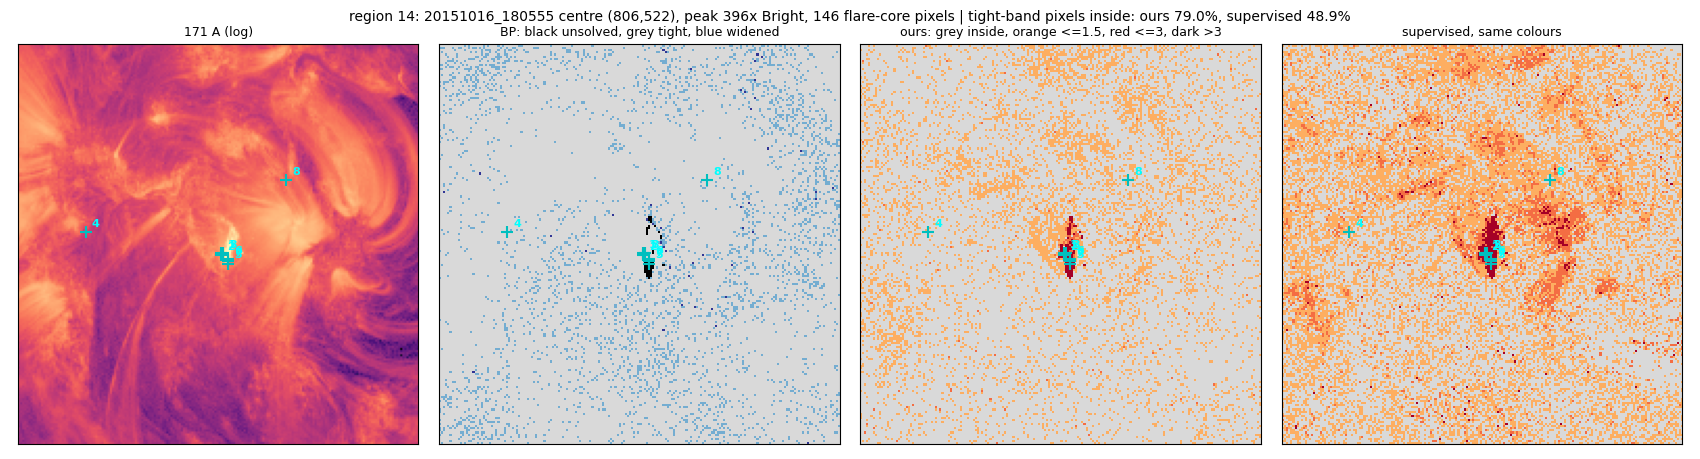 region 14: 20151016_180555 centre (806,522), peak 396x Bright, 146 flare-core pixels | tight-band pixels inside: ours 79.0%, supervised 48.9%
171 A (log)
BP: black unsolved, grey tight, blue widened
ours: grey inside, orange <=1.5, red <=3, dark >3
supervised, same colours
8
4
8
4
8
4
8
4